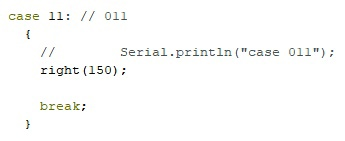 case 11: // 011
{
//        Serial.println("case 011");
right(150);
break;
}